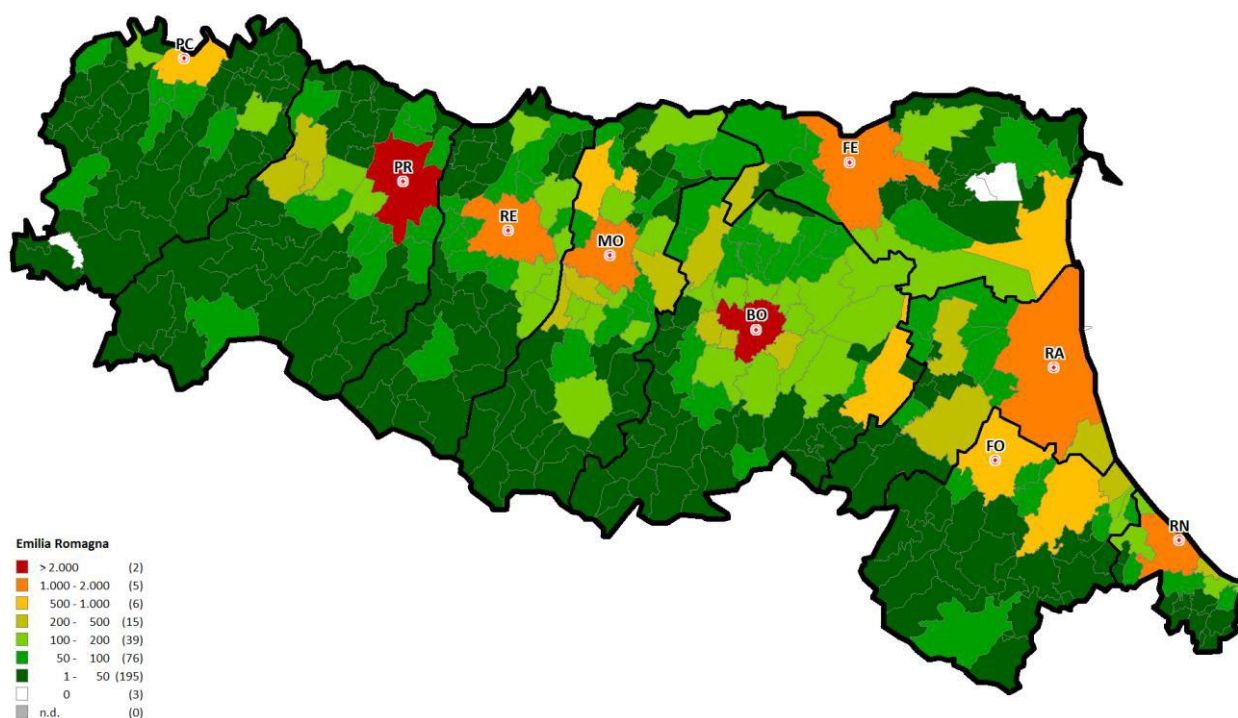 PC
FE
PR
RE
MO
BO
RA
FO
RN
Emilia Romagna
> 2.000 (2)
1.000 - 2.000 (5)
500 - 1.000 (6)
200 - 500 (15)
100 - 200 (39)
50 - 100 (76)
1 - 50 (195)
0 (3)
n.d. (0)